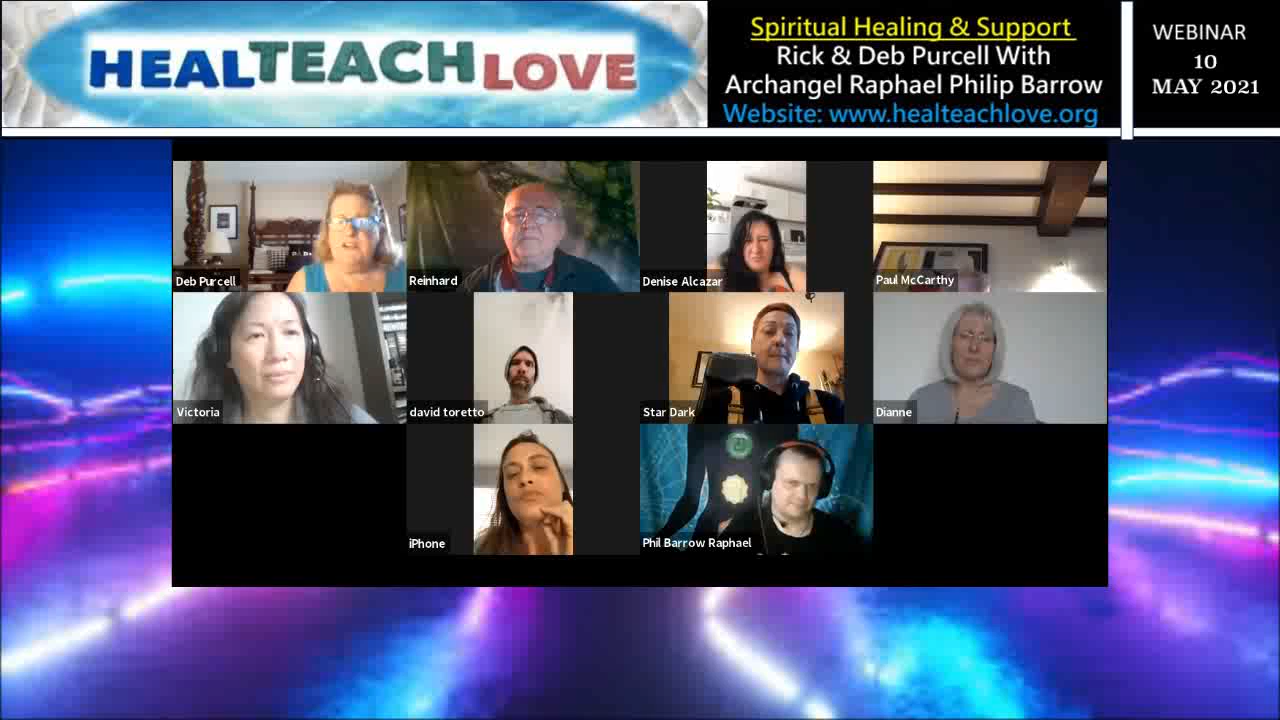 HEALTEACHLOVE
Spiritual Healing & Support
Rick & Deb Purcell With
Archangel Raphael Philip Barrow
Website: www.healteachlove.org
WEBINAR
10
MAY 2021
Deb Purcell
Reinhard
Denise Alcazar
Paul McCarthy
Victoria
david toretto
Star Dark
Dianne
iPhone
Phil Barrow Raphael